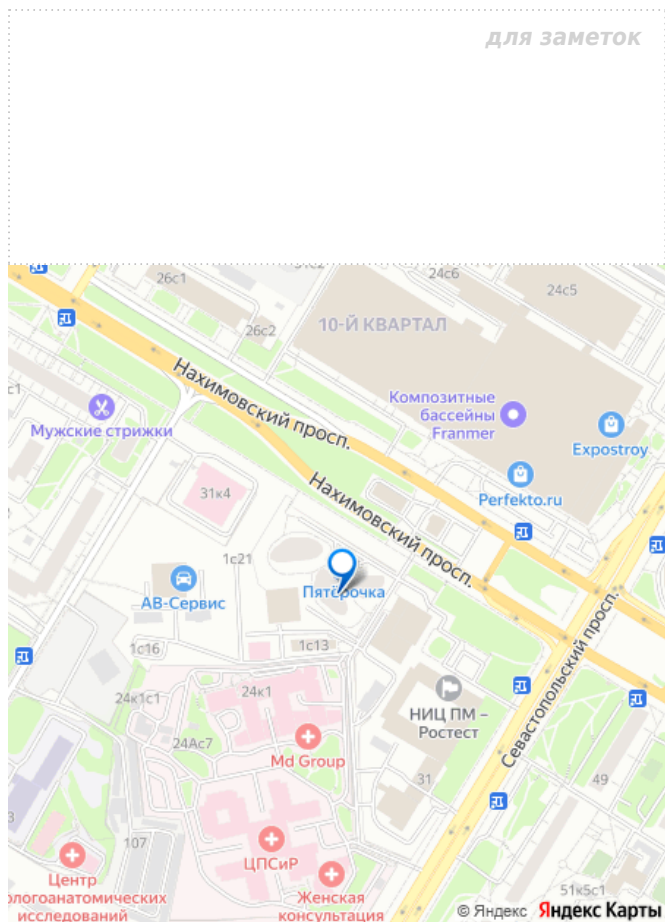 для заметок
26с1
24с6
24с5
26с2
10-Й КВАРТАЛ
Нахимовский просп.
Композитные
бассейны
Franmer
Мужские стрижки
Expostroy
Perfekto.ru
31к4
Нахимовский просп.
1с21
АВ-Сервис
Пятёрочка
1с16
1с13
Севастопольский просп.
24к1с1
24к1
24Ас7
Md Group
НИЦ ПМ –
Ростест
31
49
107
ЦПСиР
Центр
ологоанатомических
исследований
Женская
консультация
51к5с1
© Яндекс Яндекс Карты